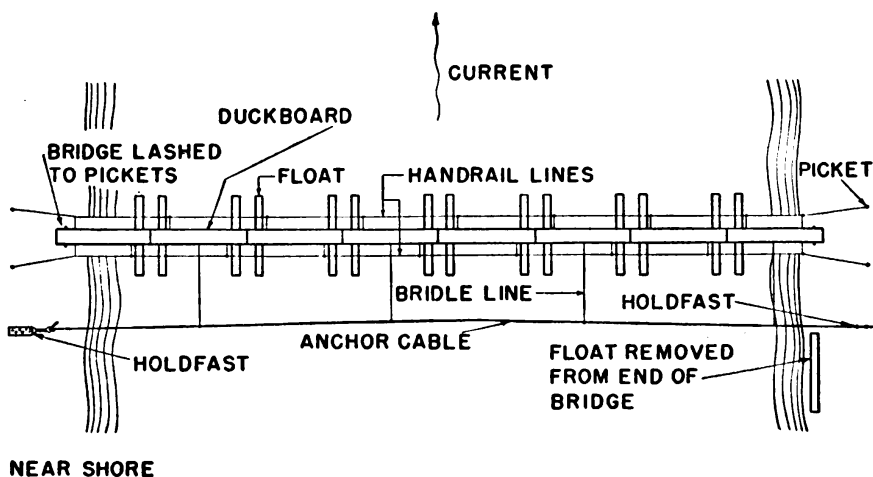 CURRENT
DUCKBOARD
BRIDGE LASHED
TO PICKETS
FLOAT
HANDRAIL LINES
PICKET
BRIDLE LINE
HOLDFAST
ANCHOR CABLE
HOLDFAST
FLOAT REMOVED
FROM END OF
BRIDGE
NEAR SHORE